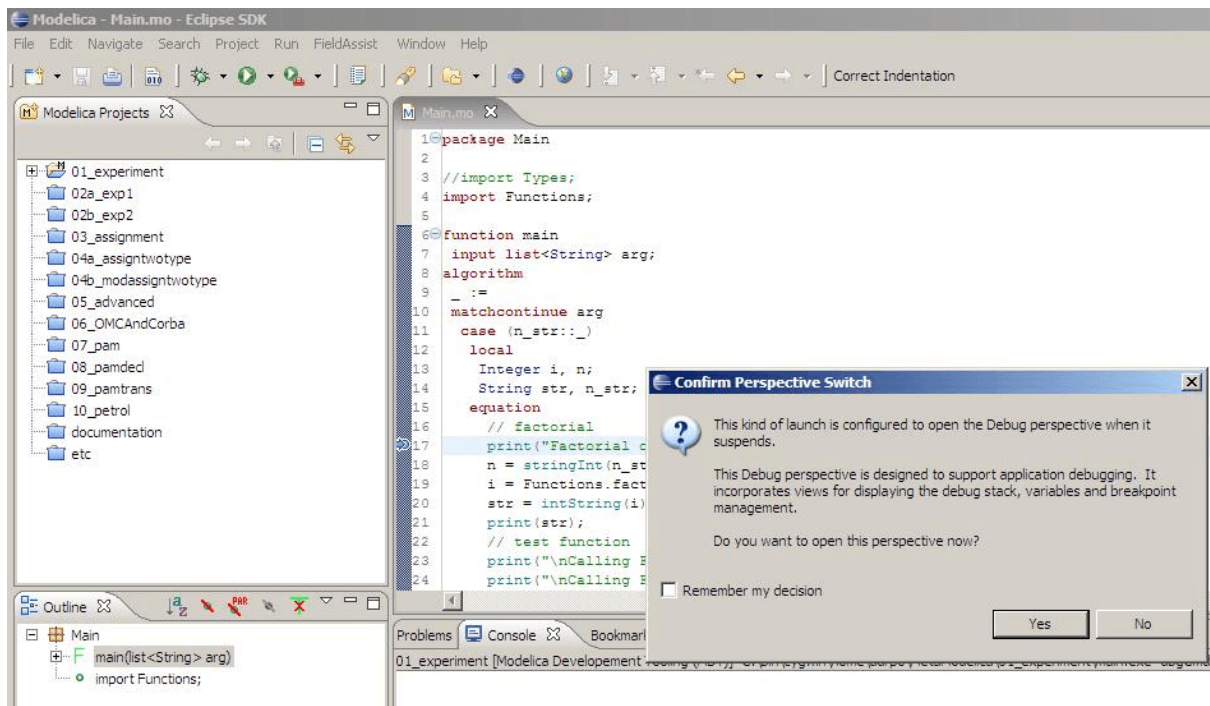 Modelica - Main.mo - Eclipse SDK
File Edit Navigate Search Project Run FieldAssist Window Help
010
Correct Indentation
Modelica Projects
01_experiment
02a_exp1
02b_exp2
03_assignment
04a_assigntwotype
04b_modassigntwotype
05_advanced
06_OMCAndCorba
07_pam
08_pamdecl
09_pamtrans
10_petrol
documentation
etc
Main.mo
1 package Main
2
3 //import Types;
4 import Functions;
5
6 function main
7 input list<String> arg;
8 algorithm
9 _ :=
10 matchcontinue arg
11 case (n_str::_)
12 local
13 Integer i, n;
14 String str, n_str;
15 equation
16 // factorial
17 print("Factorial
18 n = stringInt(n_st
19 i = Functions.fact
20 str = intString(i)
21 print(str);
22 // test function
23 print("\nCalling
24 print("\nCalling
Confirm Perspective Switch
This kind of launch is configured to open the Debug perspective when it
suspends.
This Debug perspective is designed to support application debugging. It
incorporates views for displaying the debug stack, variables and breakpoint
management.
Do you want to open this perspective now?
Remember my decision
Yes No
Outline
Main
main(list<String> arg)
import Functions;
Problems Console Bookmar
01_experiment [Modelica Developement